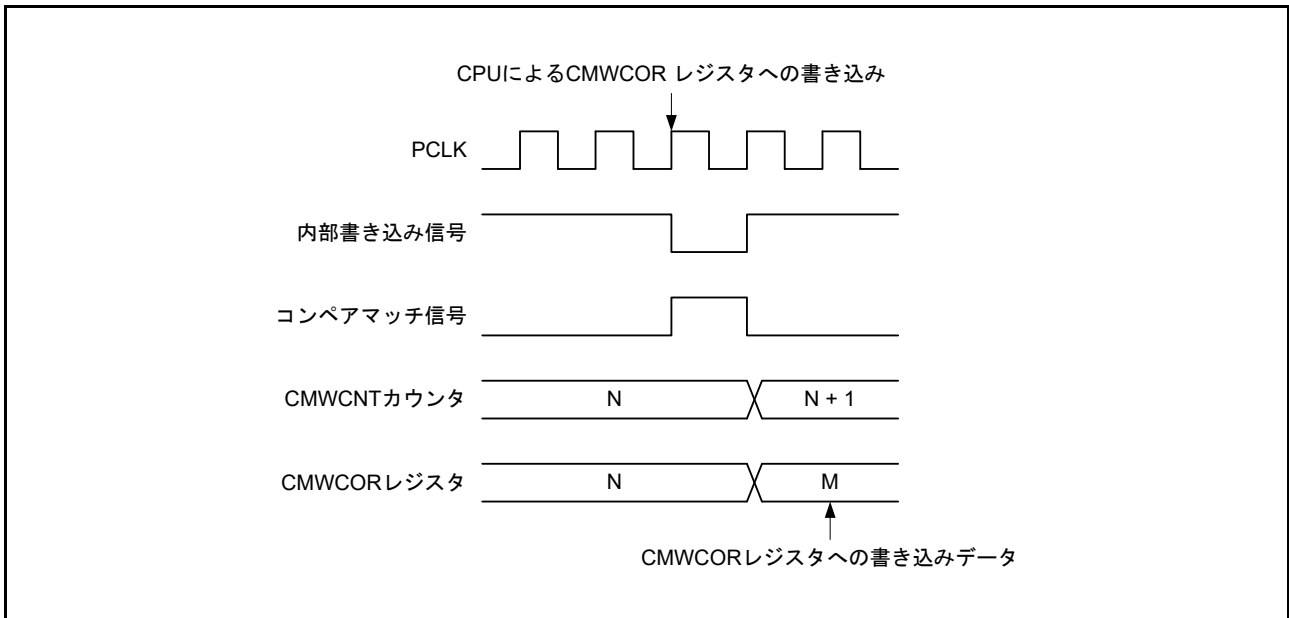 CPUによるCMWCOR レジスタへの書き込み
PCLK
内部書き込み信号
コンペアマッチ信号
CMWCNTカウンタ
N
N + 1
CMWCORレジスタ
N
M
CMWCORレジスタへの書き込みデータ